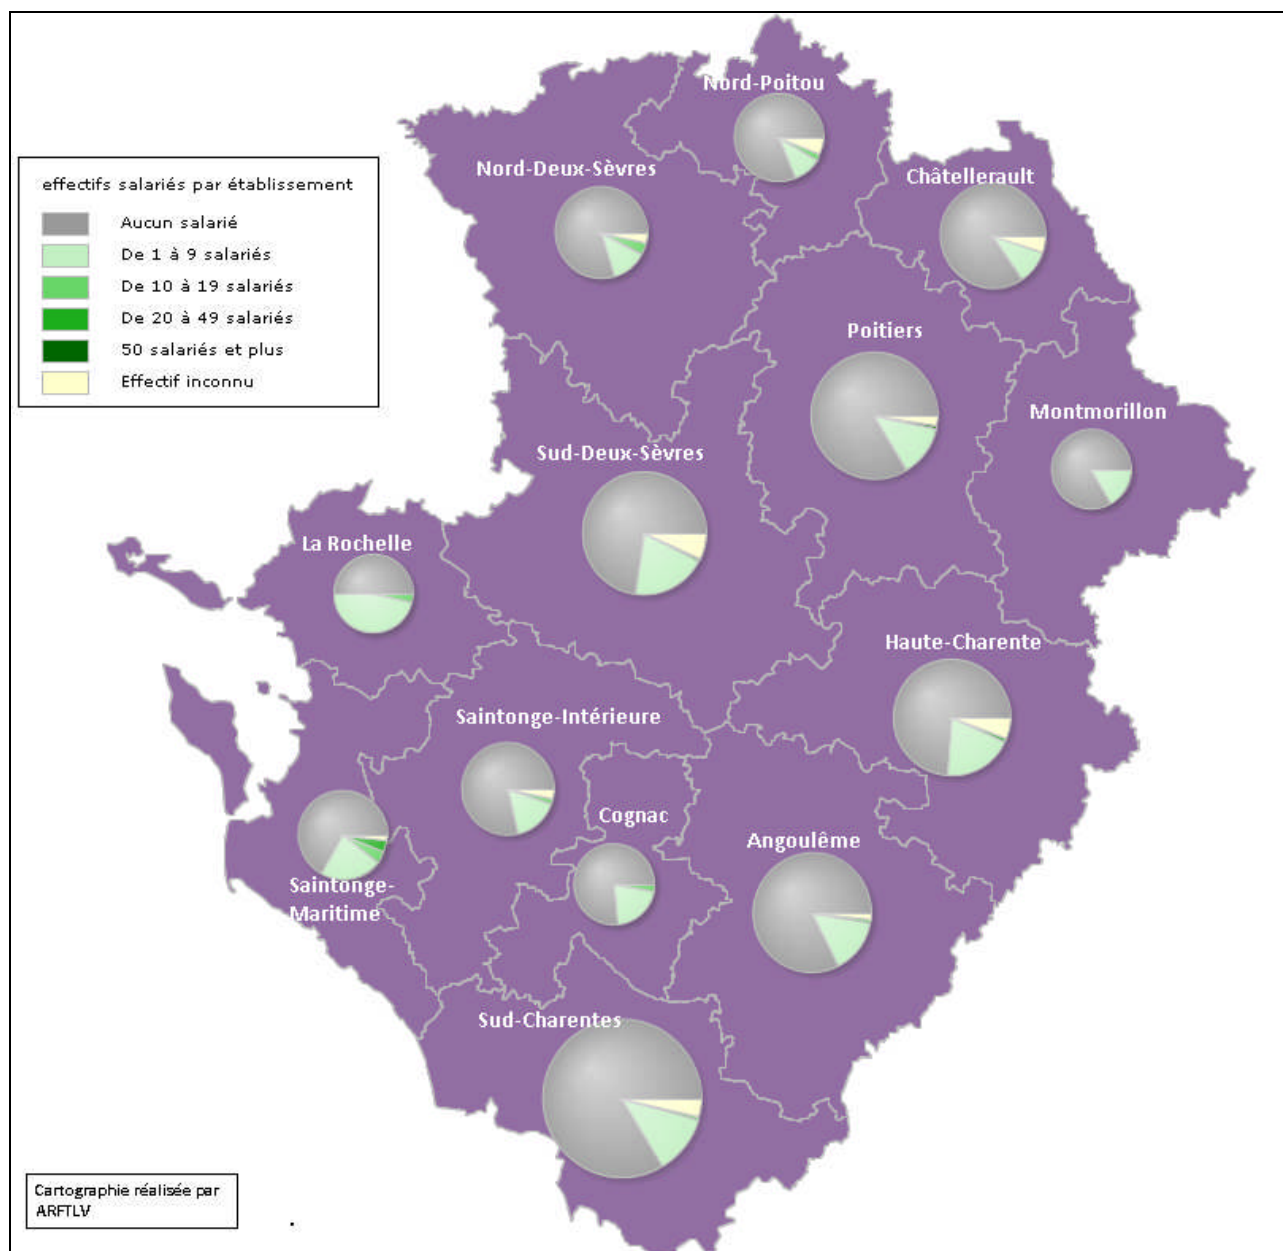 Nord-Poitou
Nord-Deux-Sèvres
Châtellerault
effectifs salariés par établissement
Aucun salarié
De 1 à 9 salariés
De 10 à 19 salariés
De 20 à 49 salariés
50 salariés et plus
Effectif inconnu
Poitiers
Montmorillon
Sud-Deux-Sèvres
La Rochelle
Haute-Charente
Saintonge-Intérieure
Cognac
Angoulême
Saintonge-
Maritime
Sud-Charentes
Cartographie réalisée par
ARFTLV
.